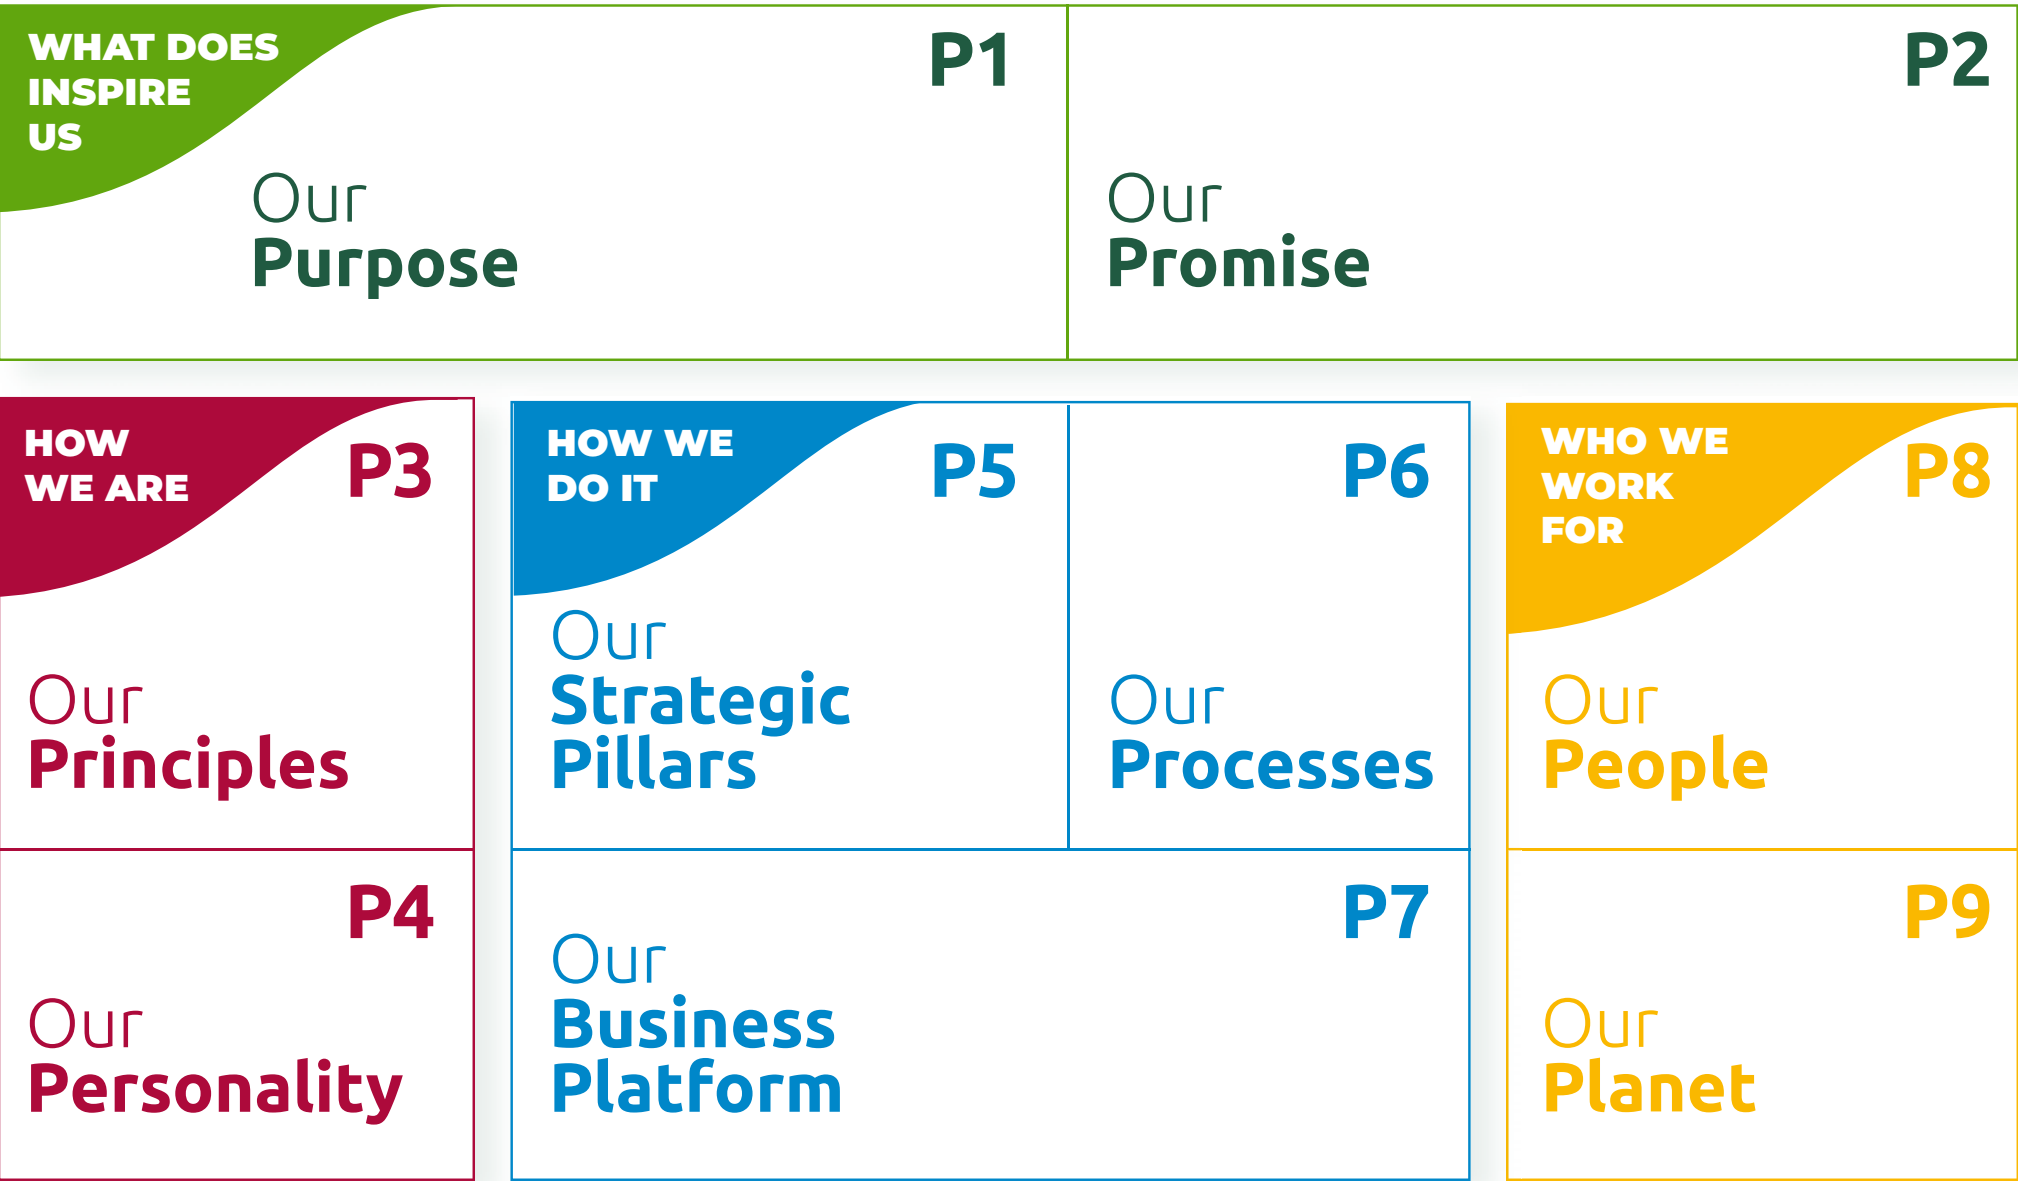 WHAT DOES
INSPIRE
US
P1
Our
Purpose
P2
Our
Promise
HOW
WE ARE
P3
Our
Principles
P4
Our
Personality
HOW WE
DO IT
P5
Our
Strategic
Pillars
P6
Our
Processes
P7
Our
Business
Platform
WHO WE
WORK
FOR
P8
Our
People
P9
Our
Planet